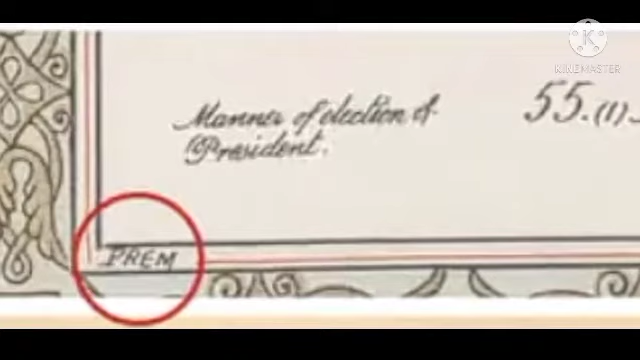 KINEMASTER
Manner of election of 55.(1)
President.
PREM